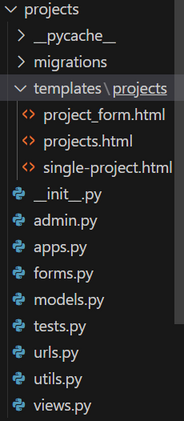 projects
__pycache__
migrations
templates\projects
project_form.html
projects.html
single-project.html
__init__.py
admin.py
apps.py
forms.py
models.py
tests.py
urls.py
utils.py
views.py